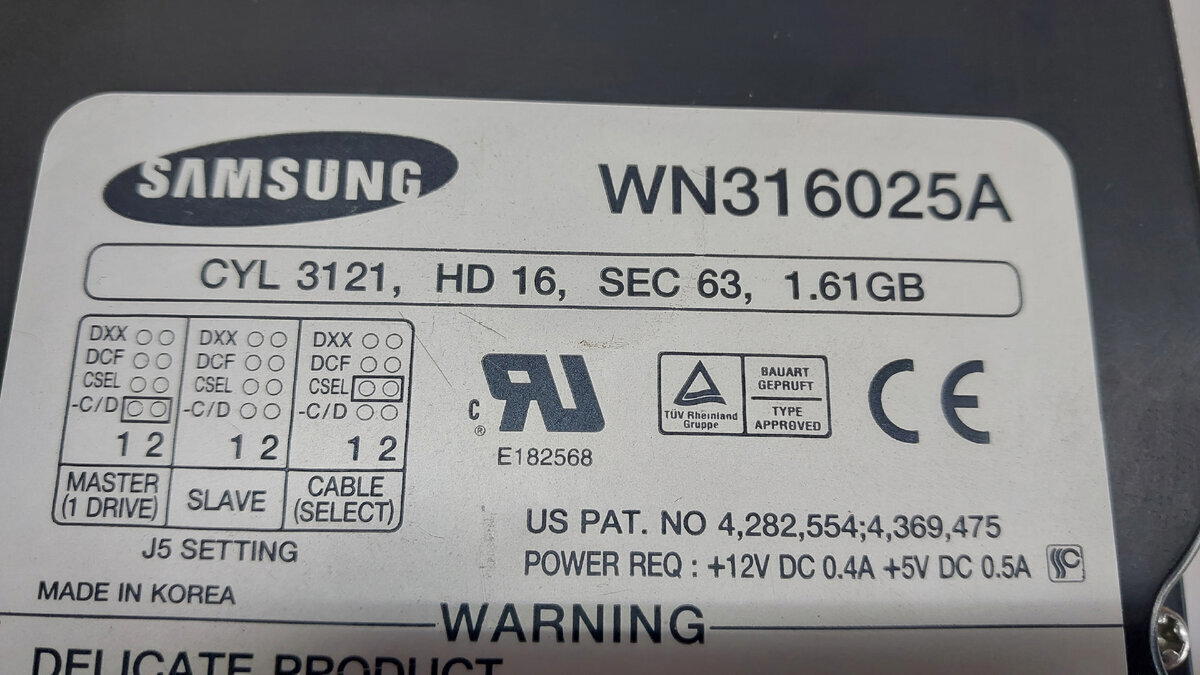 SAMSUNG
WN316025A
CYL 3121, HD 16, SEC 63, 1.61GB
DXX DXX DXX
DCF DCF DCF
CSEL CSEL CSEL
-C/D -C/D -C/D
1 2 1 2 1 2
MASTER
(1 DRIVE)
SLAVE
CABLE
(SELECT)
J5 SETTING
MADE IN KOREA
C RU ®
E182568
TÜV Rheinland
Gruppe
BAUART
GEPRUFT
TYPE
APPROVED
CE
US PAT. NO 4,282,554;4,369,475
POWER REQ : +12V DC 0.4A +5V DC 0.5A
WARNING
DELICATE PRODUCT